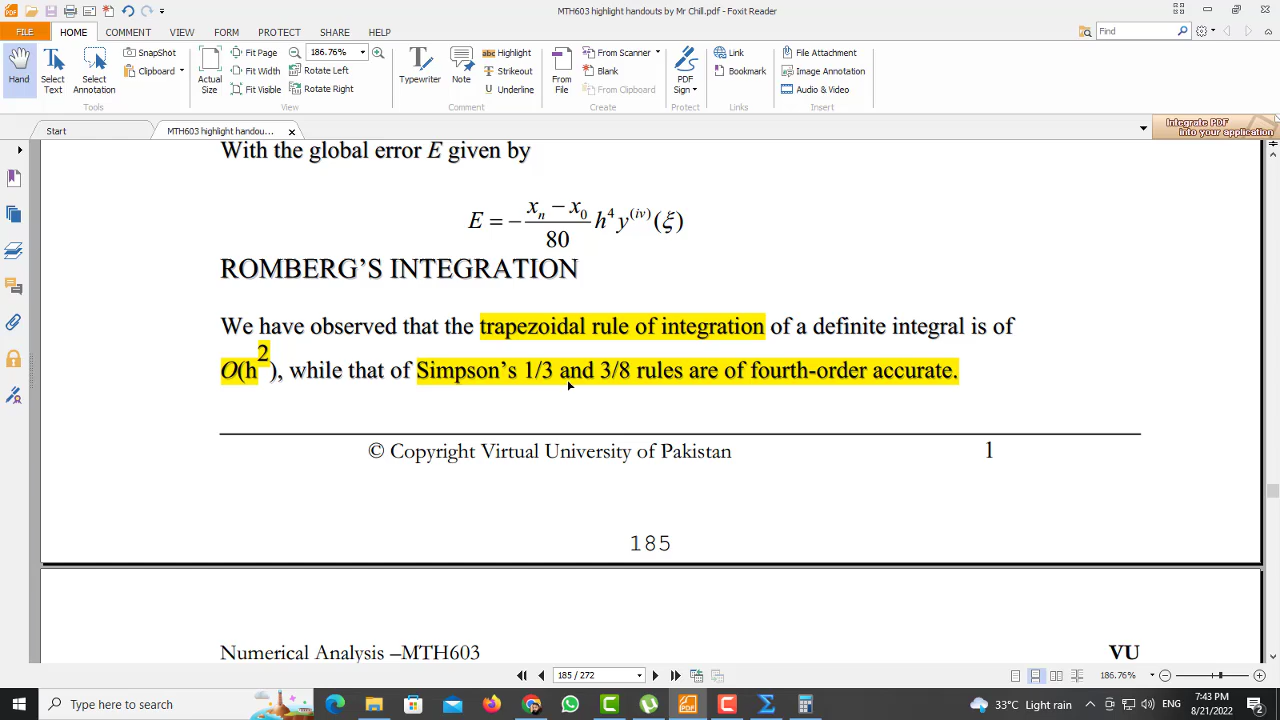 MTH603 highlight handouts by Mr Chill.pdf - Foxit Reader
FILE HOME COMMENT VIEW FORM PROTECT SHARE HELP
Find
Hand
Select Text
Select Annotation
SnapShot
Clipboard
Tools
Actual Size
Fit Page
Fit Width
Fit Visible
186.76%
Rotate Left
Rotate Right
View
Typewriter
Note
Highlight
Strikeout
Underline
Comment
From File
From Scanner
Blank
From Clipboard
Create
PDF Sign
Protect
Link
Bookmark
Links
File Attachment
Image Annotation
Audio & Video
Insert
Start
MTH603 highlight handou...
Integrate PDF
into your application
With the global error E given by
E = − (xₙ − x₀)/80 h⁴ y⁽ⁱᵛ⁾(ξ)
ROMBERG’S INTEGRATION
We have observed that the trapezoidal rule of integration of a definite integral is of
O(h²), while that of Simpson’s 1/3 and 3/8 rules are of fourth-order accurate.
© Copyright Virtual University of Pakistan 1
185
Numerical Analysis –MTH603 VU
185 / 272
186.76%
Type here to search
33°C Light rain
ENG
7:43 PM
8/21/2022
2